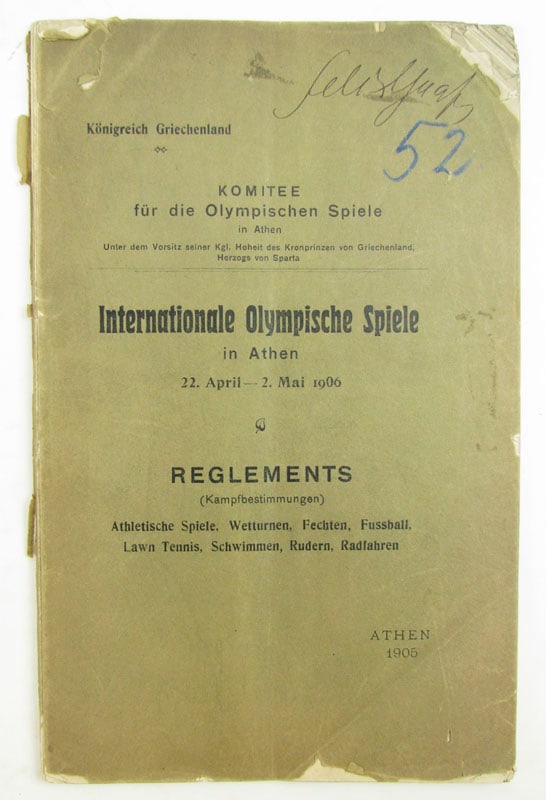 52
Königreich Griechenland
KOMITEE
für die Olympischen Spiele
in Athen
Unter dem Vorsitz seiner Kgl. Hoheit des Kronprinzen von Griechenland,
Herzogs von Sparta
Internationale Olympische Spiele
in Athen
22. April — 2. Mai 1906
REGLEMENTS
(Kampfbestimmungen)
Athletische Spiele, Wetturnen, Fechten, Fussball,
Lawn Tennis, Schwimmen, Rudern, Radfahren
ATHEN
1905